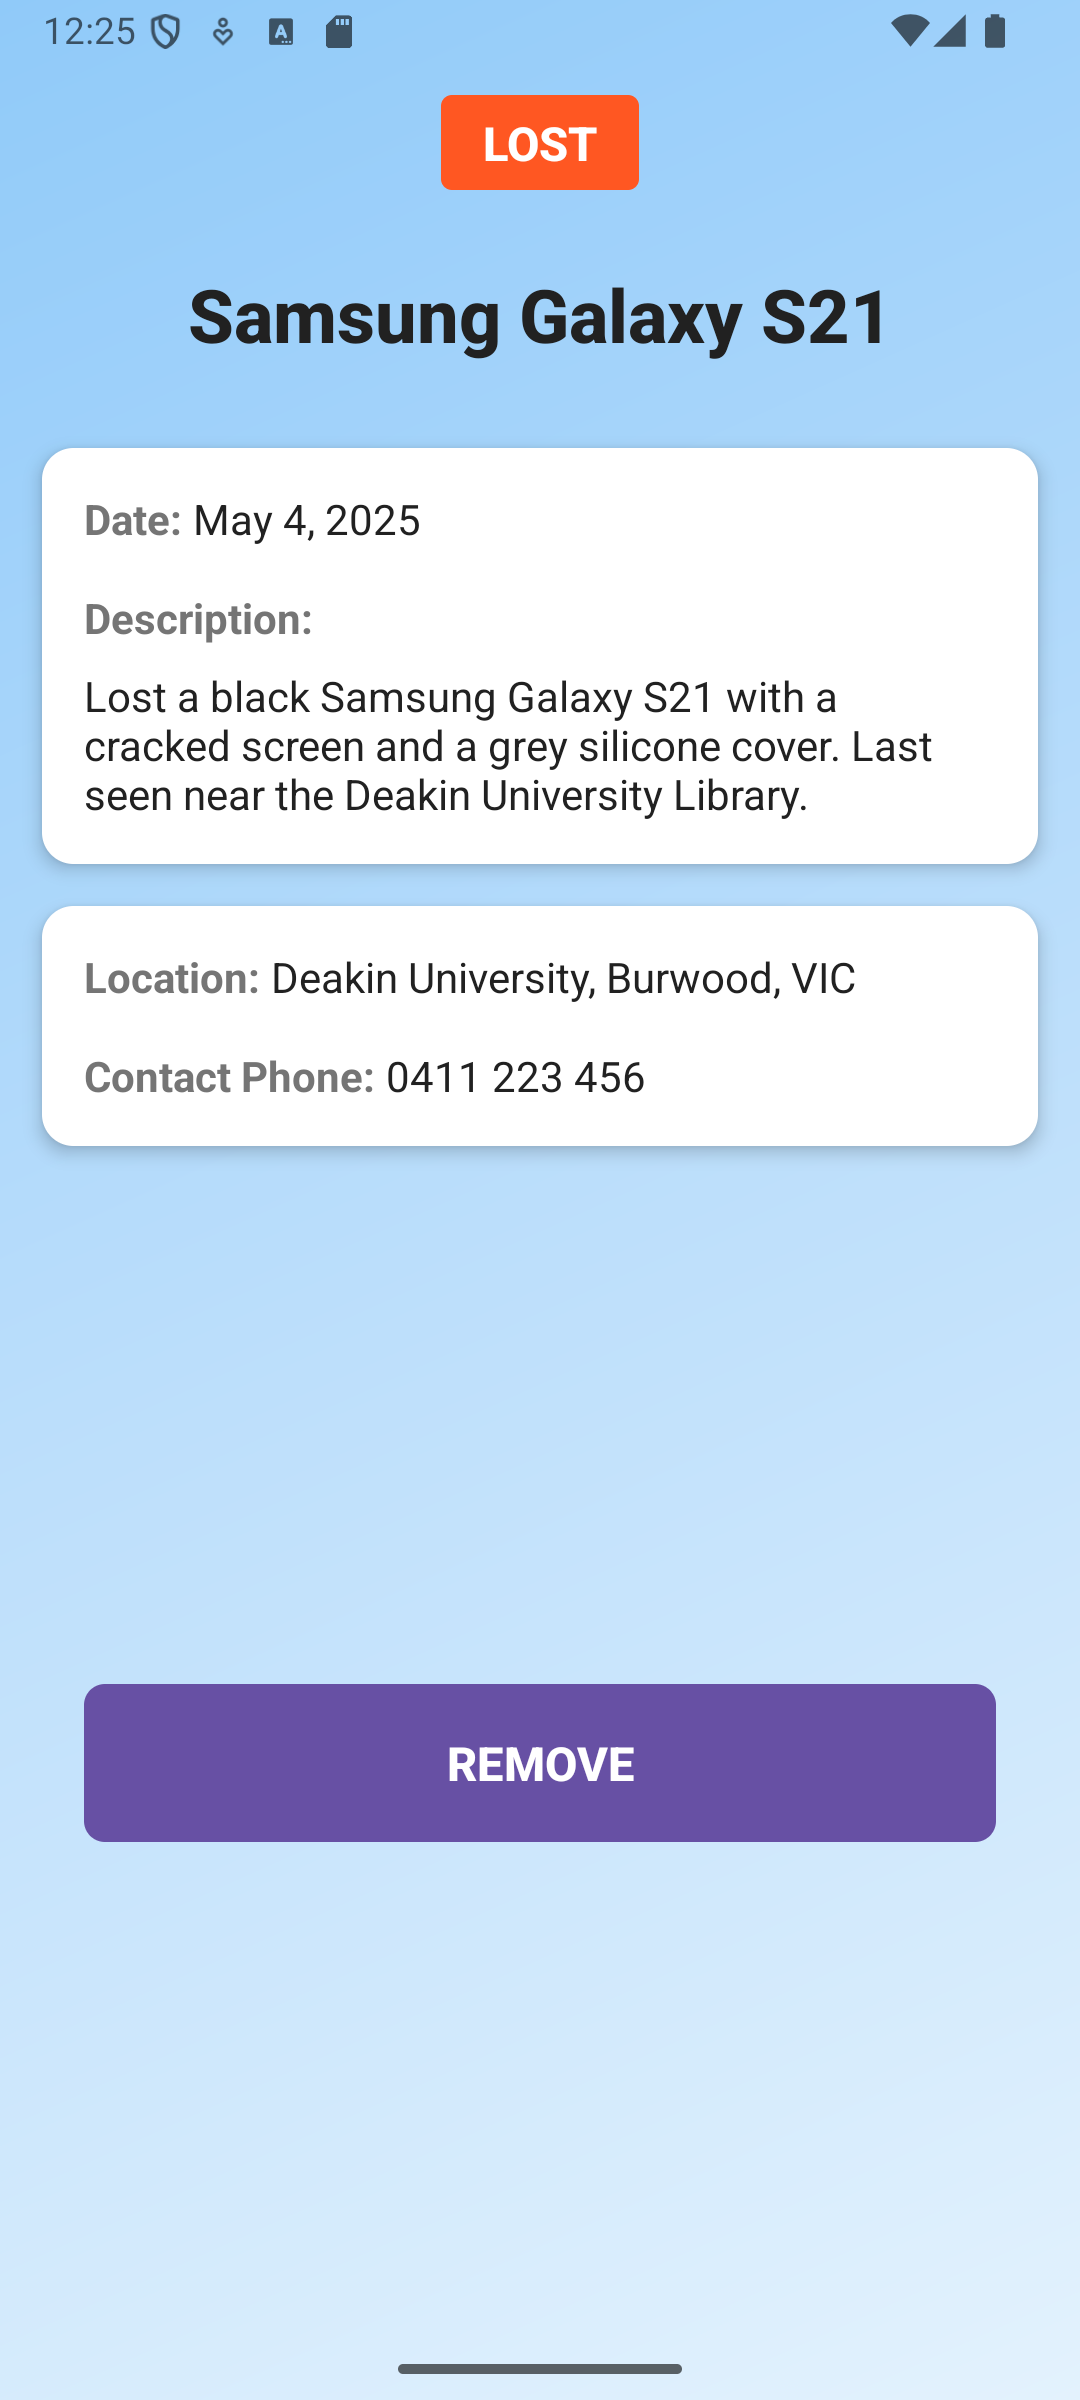 12:25
LOST
Samsung Galaxy S21
Date: May 4, 2025
Description:
Lost a black Samsung Galaxy S21 with a
cracked screen and a grey silicone cover. Last
seen near the Deakin University Library.
Location: Deakin University, Burwood, VIC
Contact Phone: 0411 223 456
REMOVE